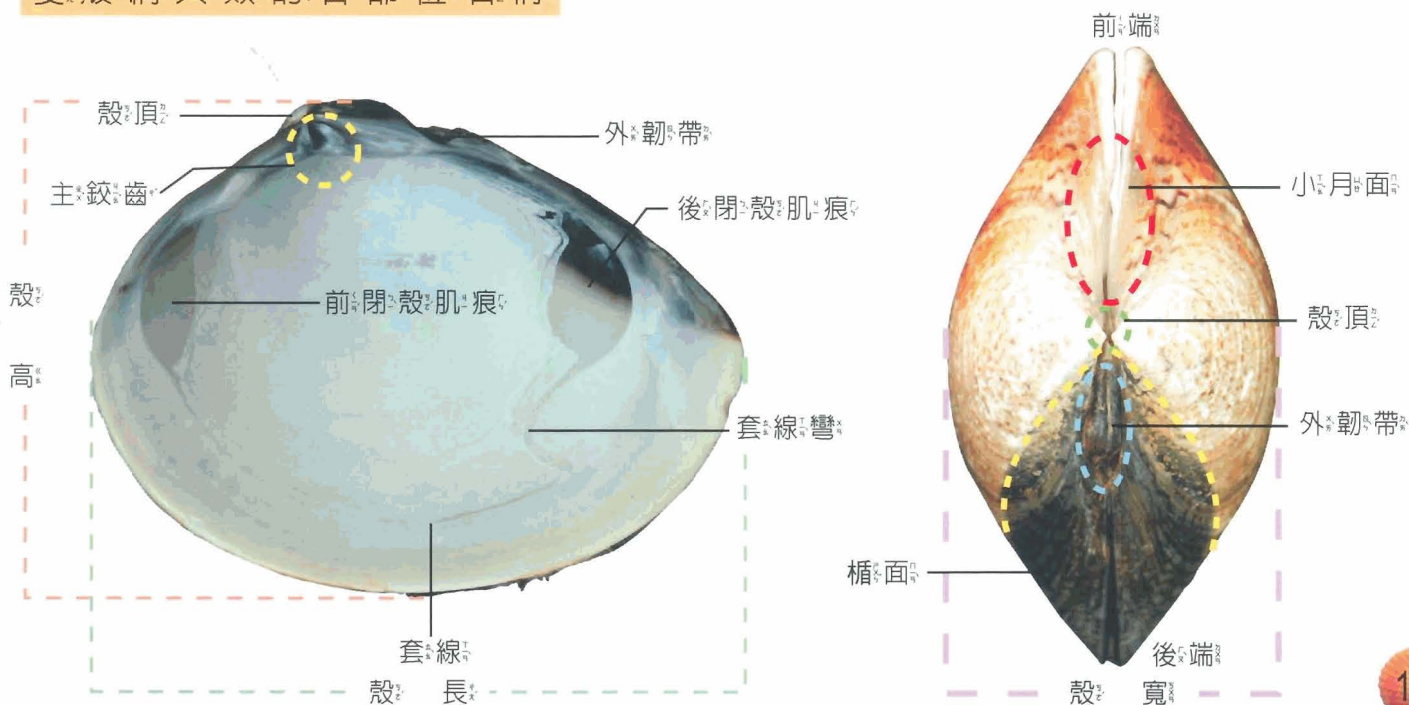 殼頂
主鉸齒
外韌帶
後閉殼肌痕
前閉殼肌痕
殼高
套線彎
套線
殼長
前端
小月面
殼頂
外韌帶
楯面
後端
殼寬